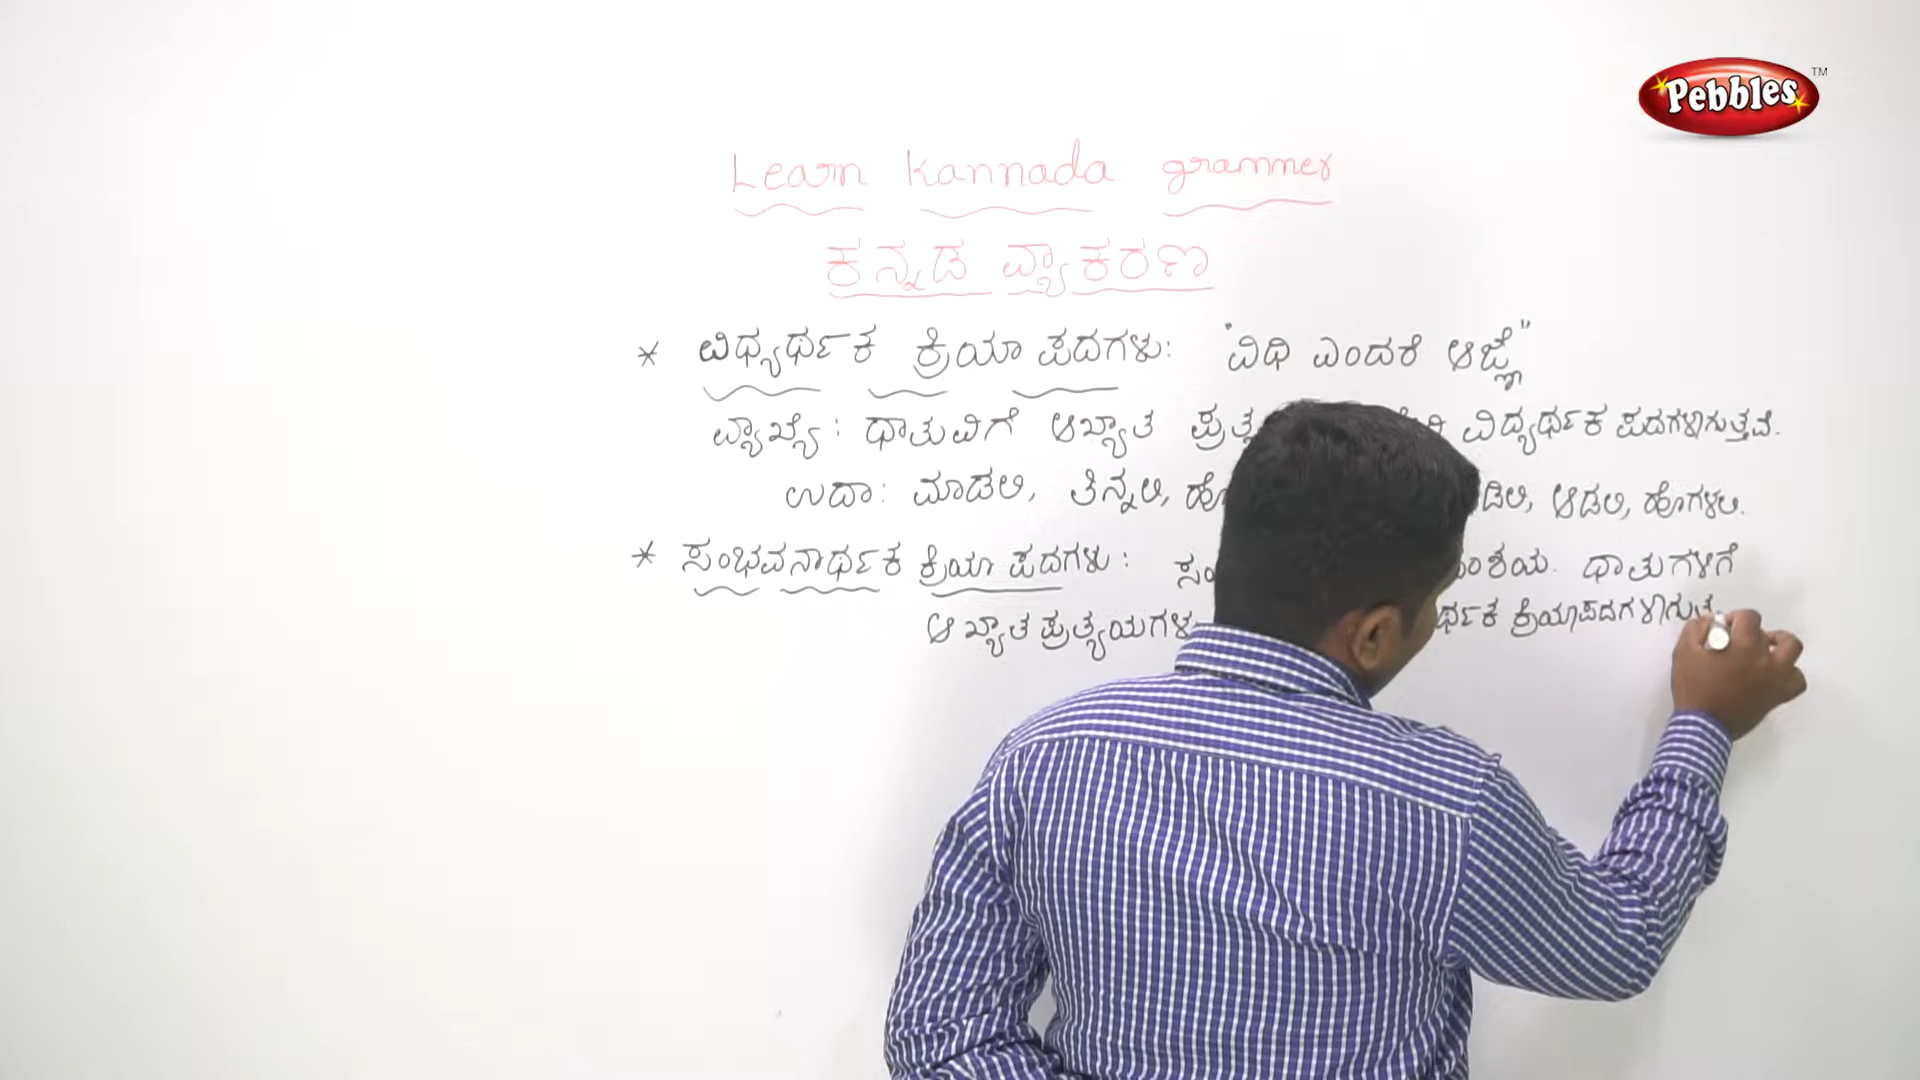 Pebbles TM
Learn Kannada grammer
ಕನ್ನಡ ವ್ಯಾಕರಣ
* ವಿಧ್ಯರ್ಥಕ ಕ್ರಿಯಾ ಪದಗಳು: "ವಿಧಿ ಎಂದರೆ ಆಜ್ಞೆ"
ವ್ಯಾಖ್ಯೆ: ಧಾತುವಿಗೆ ಆಖ್ಯಾತ ವಿದ್ಯರ್ಥಕ ಪದಗಳಾಗುತ್ತವೆ.
ಉದಾ: ಮಾಡಲಿ, ತಿನ್ನಲಿ, ಆಡಲಿ, ಹೊಗಳಲಿ.
* ಸಂಭವನಾರ್ಥಕ ಕ್ರಿಯಾ ಪದಗಳು: ಧಾತುಗಳಿಗೆ
ಆಖ್ಯಾತ ಪ್ರತ್ಯಯಗಳ ಕ್ರಿಯಾಪದಗಳಾಗುತ್ತ